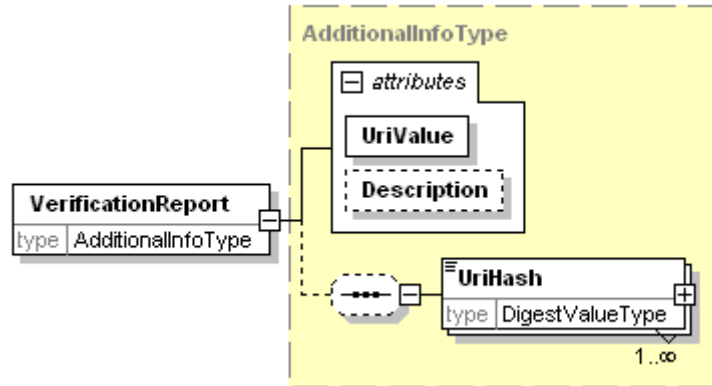 AdditionalInfoType
attributes
UriValue
Description
VerificationReport
type AdditionalInfoType
UriHash
type DigestValueType
1..∞